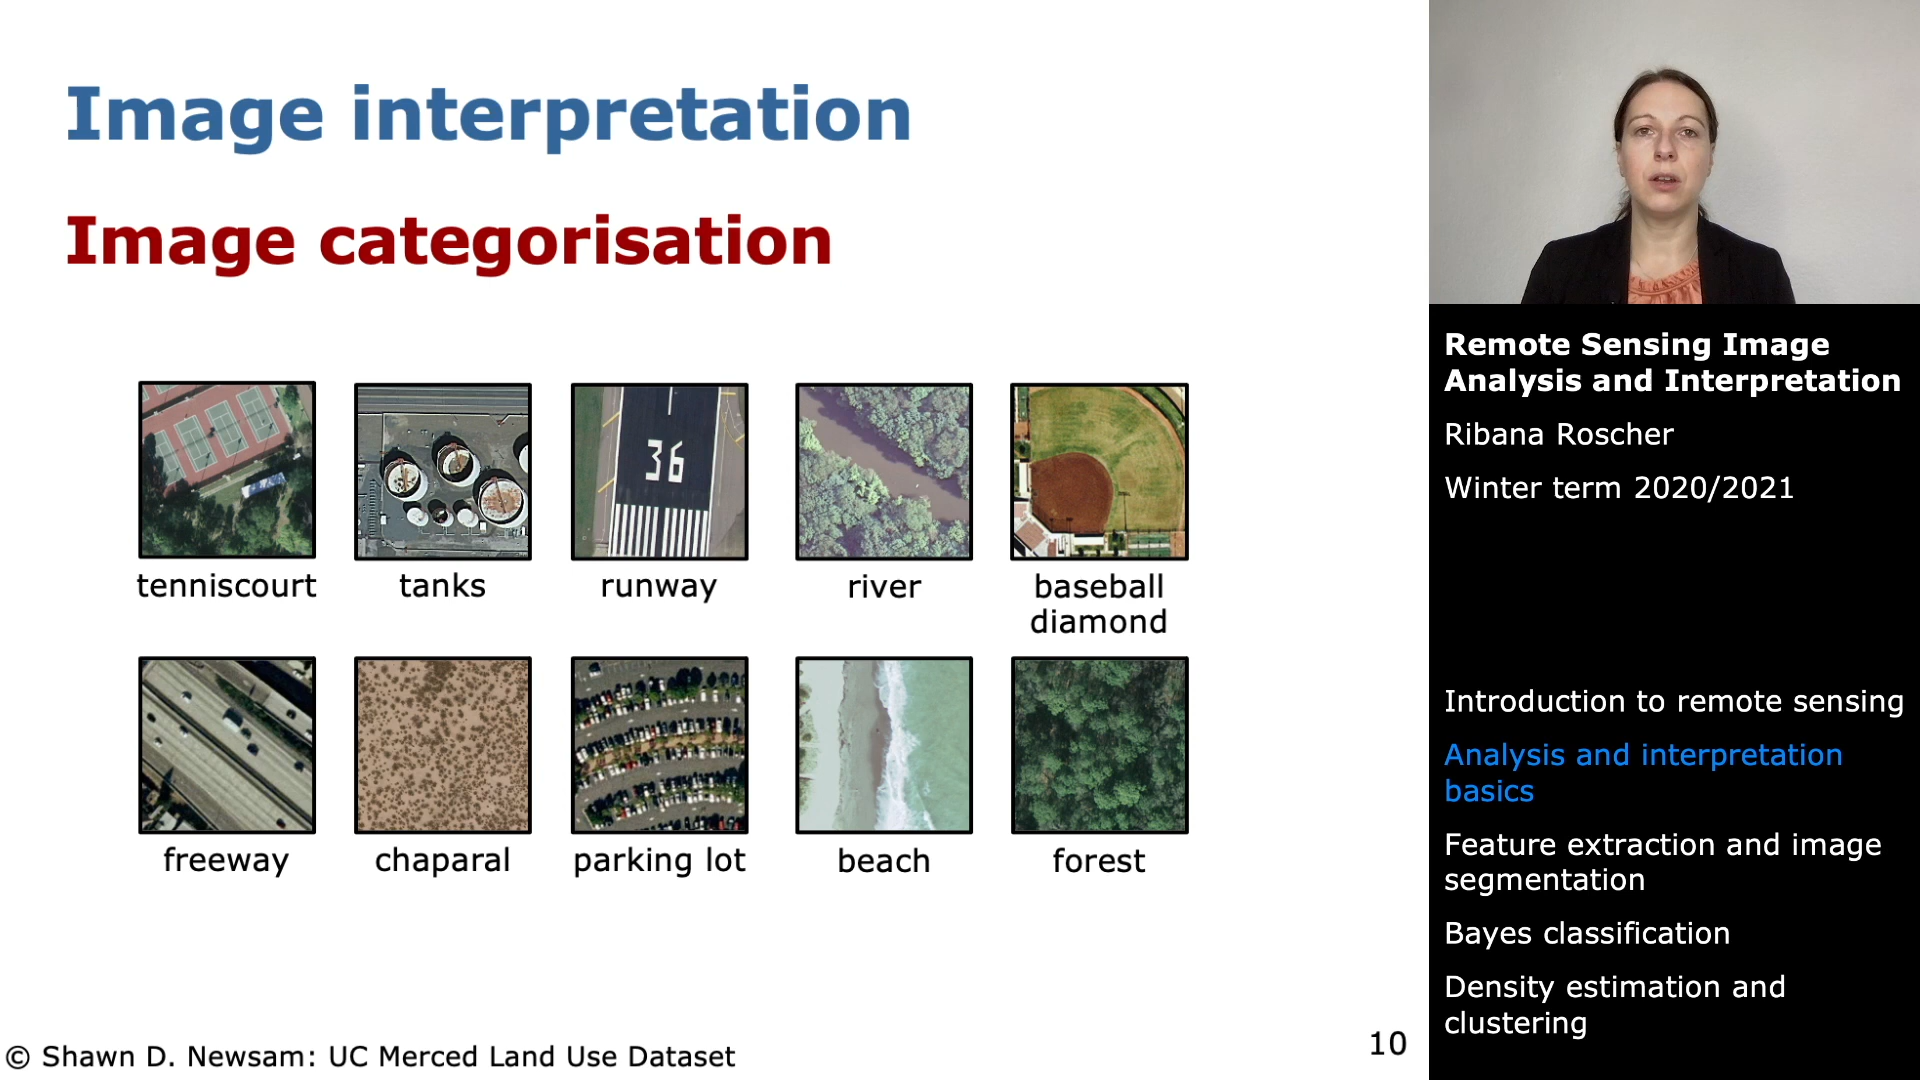 Image interpretation
Image categorisation
36
tenniscourt
tanks
runway
river
baseball
diamond
freeway
chaparal
parking lot
beach
forest
© Shawn D. Newsam: UC Merced Land Use Dataset
10
Remote Sensing Image
Analysis and Interpretation
Ribana Roscher
Winter term 2020/2021
Introduction to remote sensing
Analysis and interpretation
basics
Feature extraction and image
segmentation
Bayes classification
Density estimation and
clustering